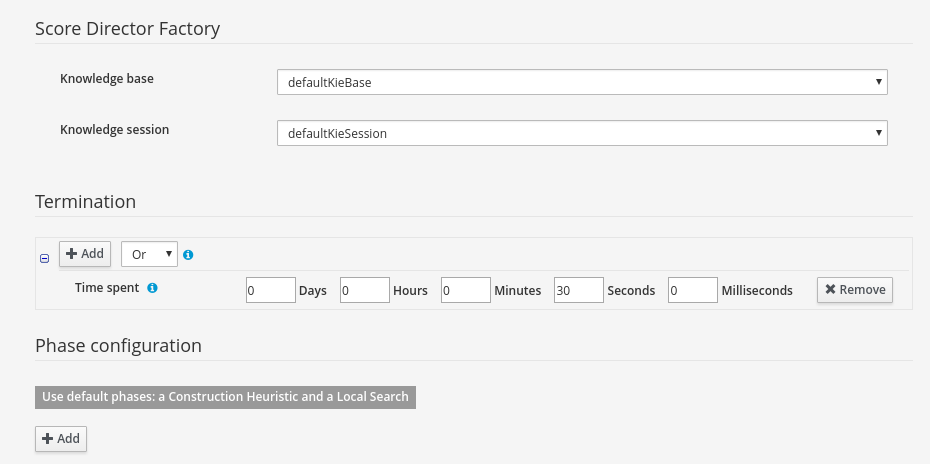 Score Director Factory
Knowledge base defaultKieBase
Knowledge session defaultKieSession
Termination
Add Or
Time spent 0 Days 0 Hours 0 Minutes 30 Seconds 0 Milliseconds Remove
Phase configuration
Use default phases: a Construction Heuristic and a Local Search
Add